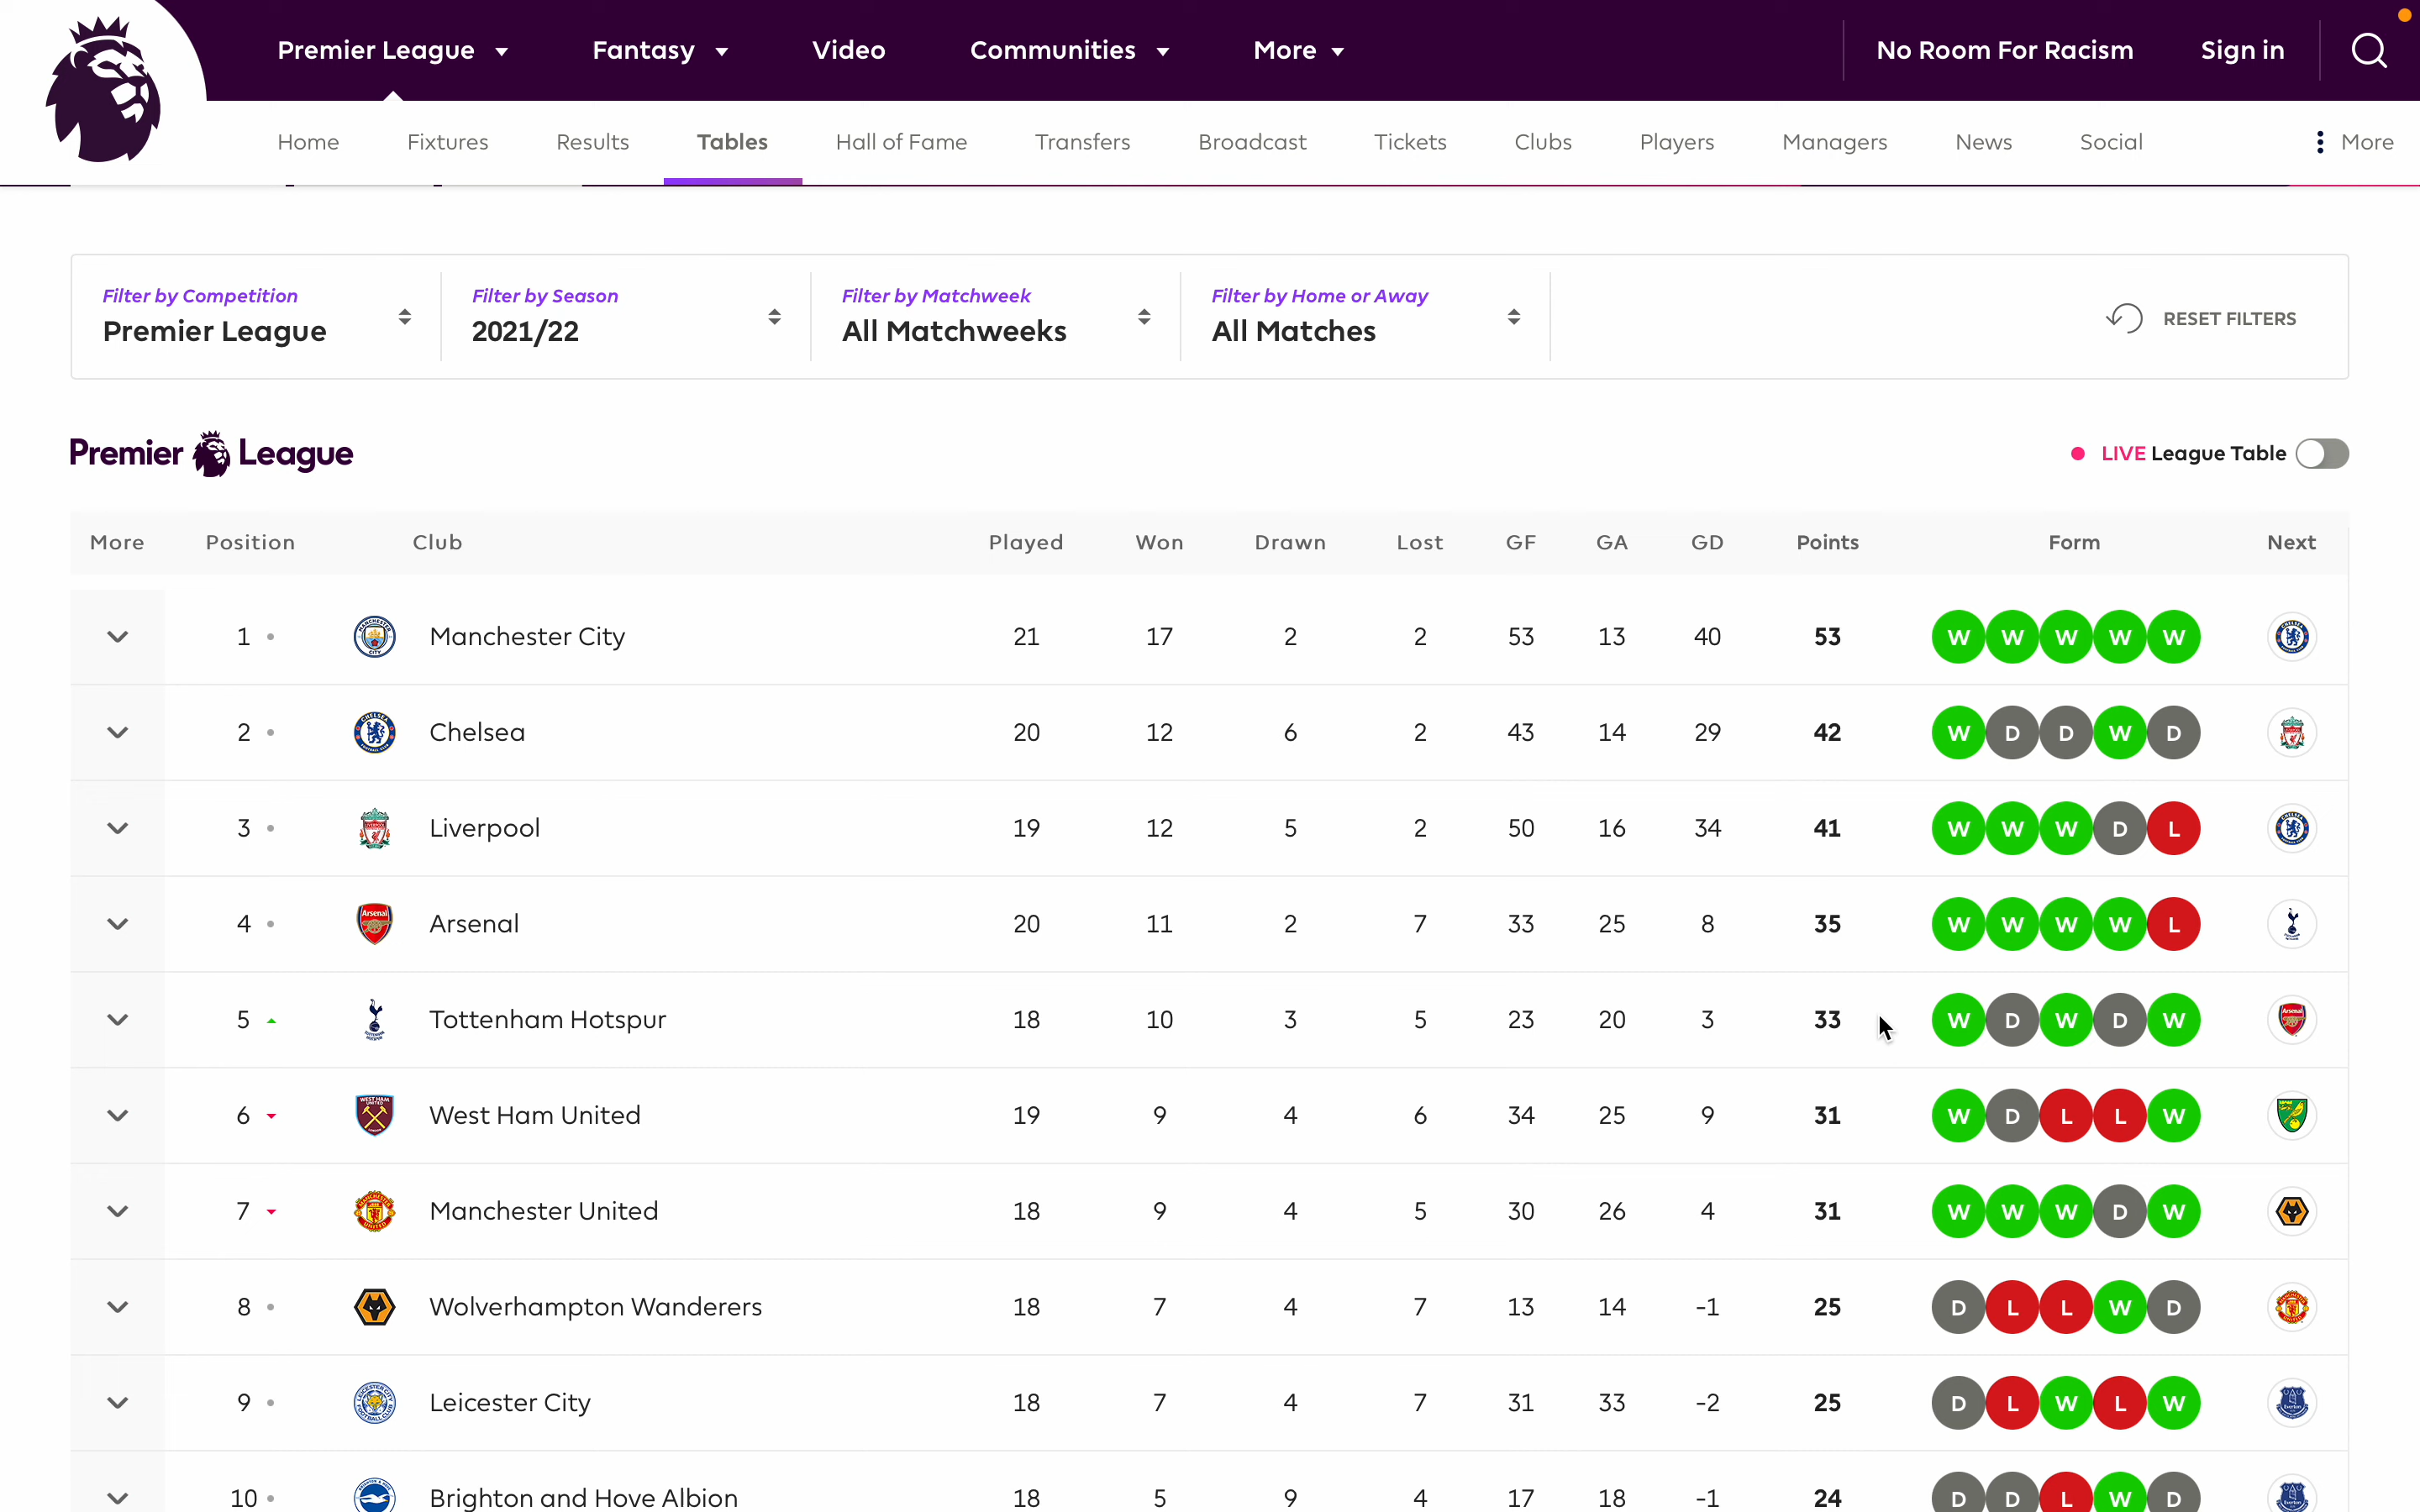 Premier League Fantasy Video Communities More No Room For Racism Sign in
Home Fixtures Results Tables Hall of Fame Transfers Broadcast Tickets Clubs Players Managers News Social More
Filter by Competition Filter by Season Filter by Matchweek Filter by Home or Away
Premier League 2021/22 All Matchweeks All Matches RESET FILTERS
Premier League LIVE League Table
More Position Club Played Won Drawn Lost GF GA GD Points Form Next
1 Manchester City 21 17 2 2 53 13 40 53 W W W W W
2 Chelsea 20 12 6 2 43 14 29 42 W D D W D
3 Liverpool 19 12 5 2 50 16 34 41 W W W D L
4 Arsenal 20 11 2 7 33 25 8 35 W W W W L
5 Tottenham Hotspur 18 10 3 5 23 20 3 33 W D W D W
6 West Ham United 19 9 4 6 34 25 9 31 W D L L W
7 Manchester United 18 9 4 5 30 26 4 31 W W W D W
8 Wolverhampton Wanderers 18 7 4 7 13 14 -1 25 D L L W D
9 Leicester City 18 7 4 7 31 33 -2 25 D L W L W
10 Brighton and Hove Albion 18 5 9 4 17 18 -1 24 D D L W D